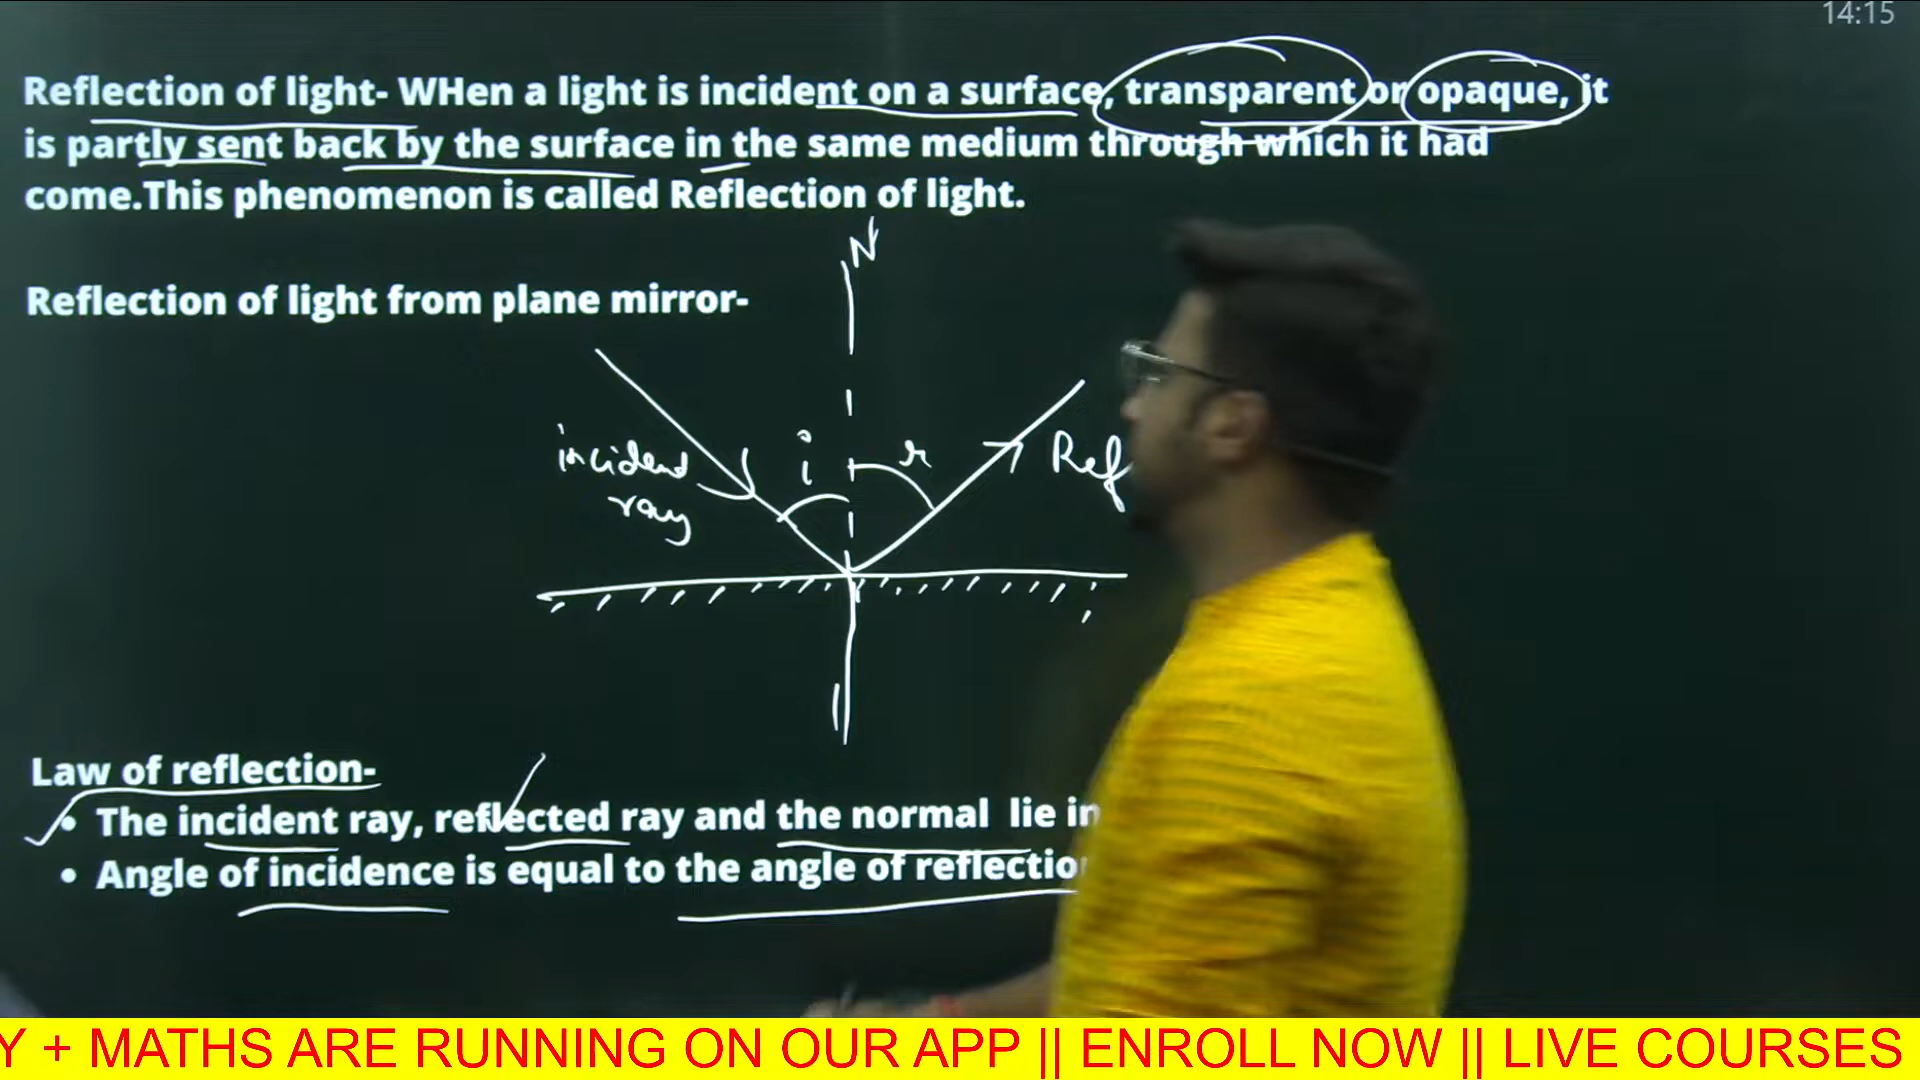 14:15
Reflection of light- WHen a light is incident on a surface, transparent or opaque, it
is partly sent back by the surface in the same medium through which it had
come.This phenomenon is called Reflection of light.
N
Reflection of light from plane mirror-
incident
ray
i
r
Ref
Law of reflection-
• The incident ray, reflected ray and the normal lie in
• Angle of incidence is equal to the angle of reflectio
Y + MATHS ARE RUNNING ON OUR APP || ENROLL NOW || LIVE COURSES